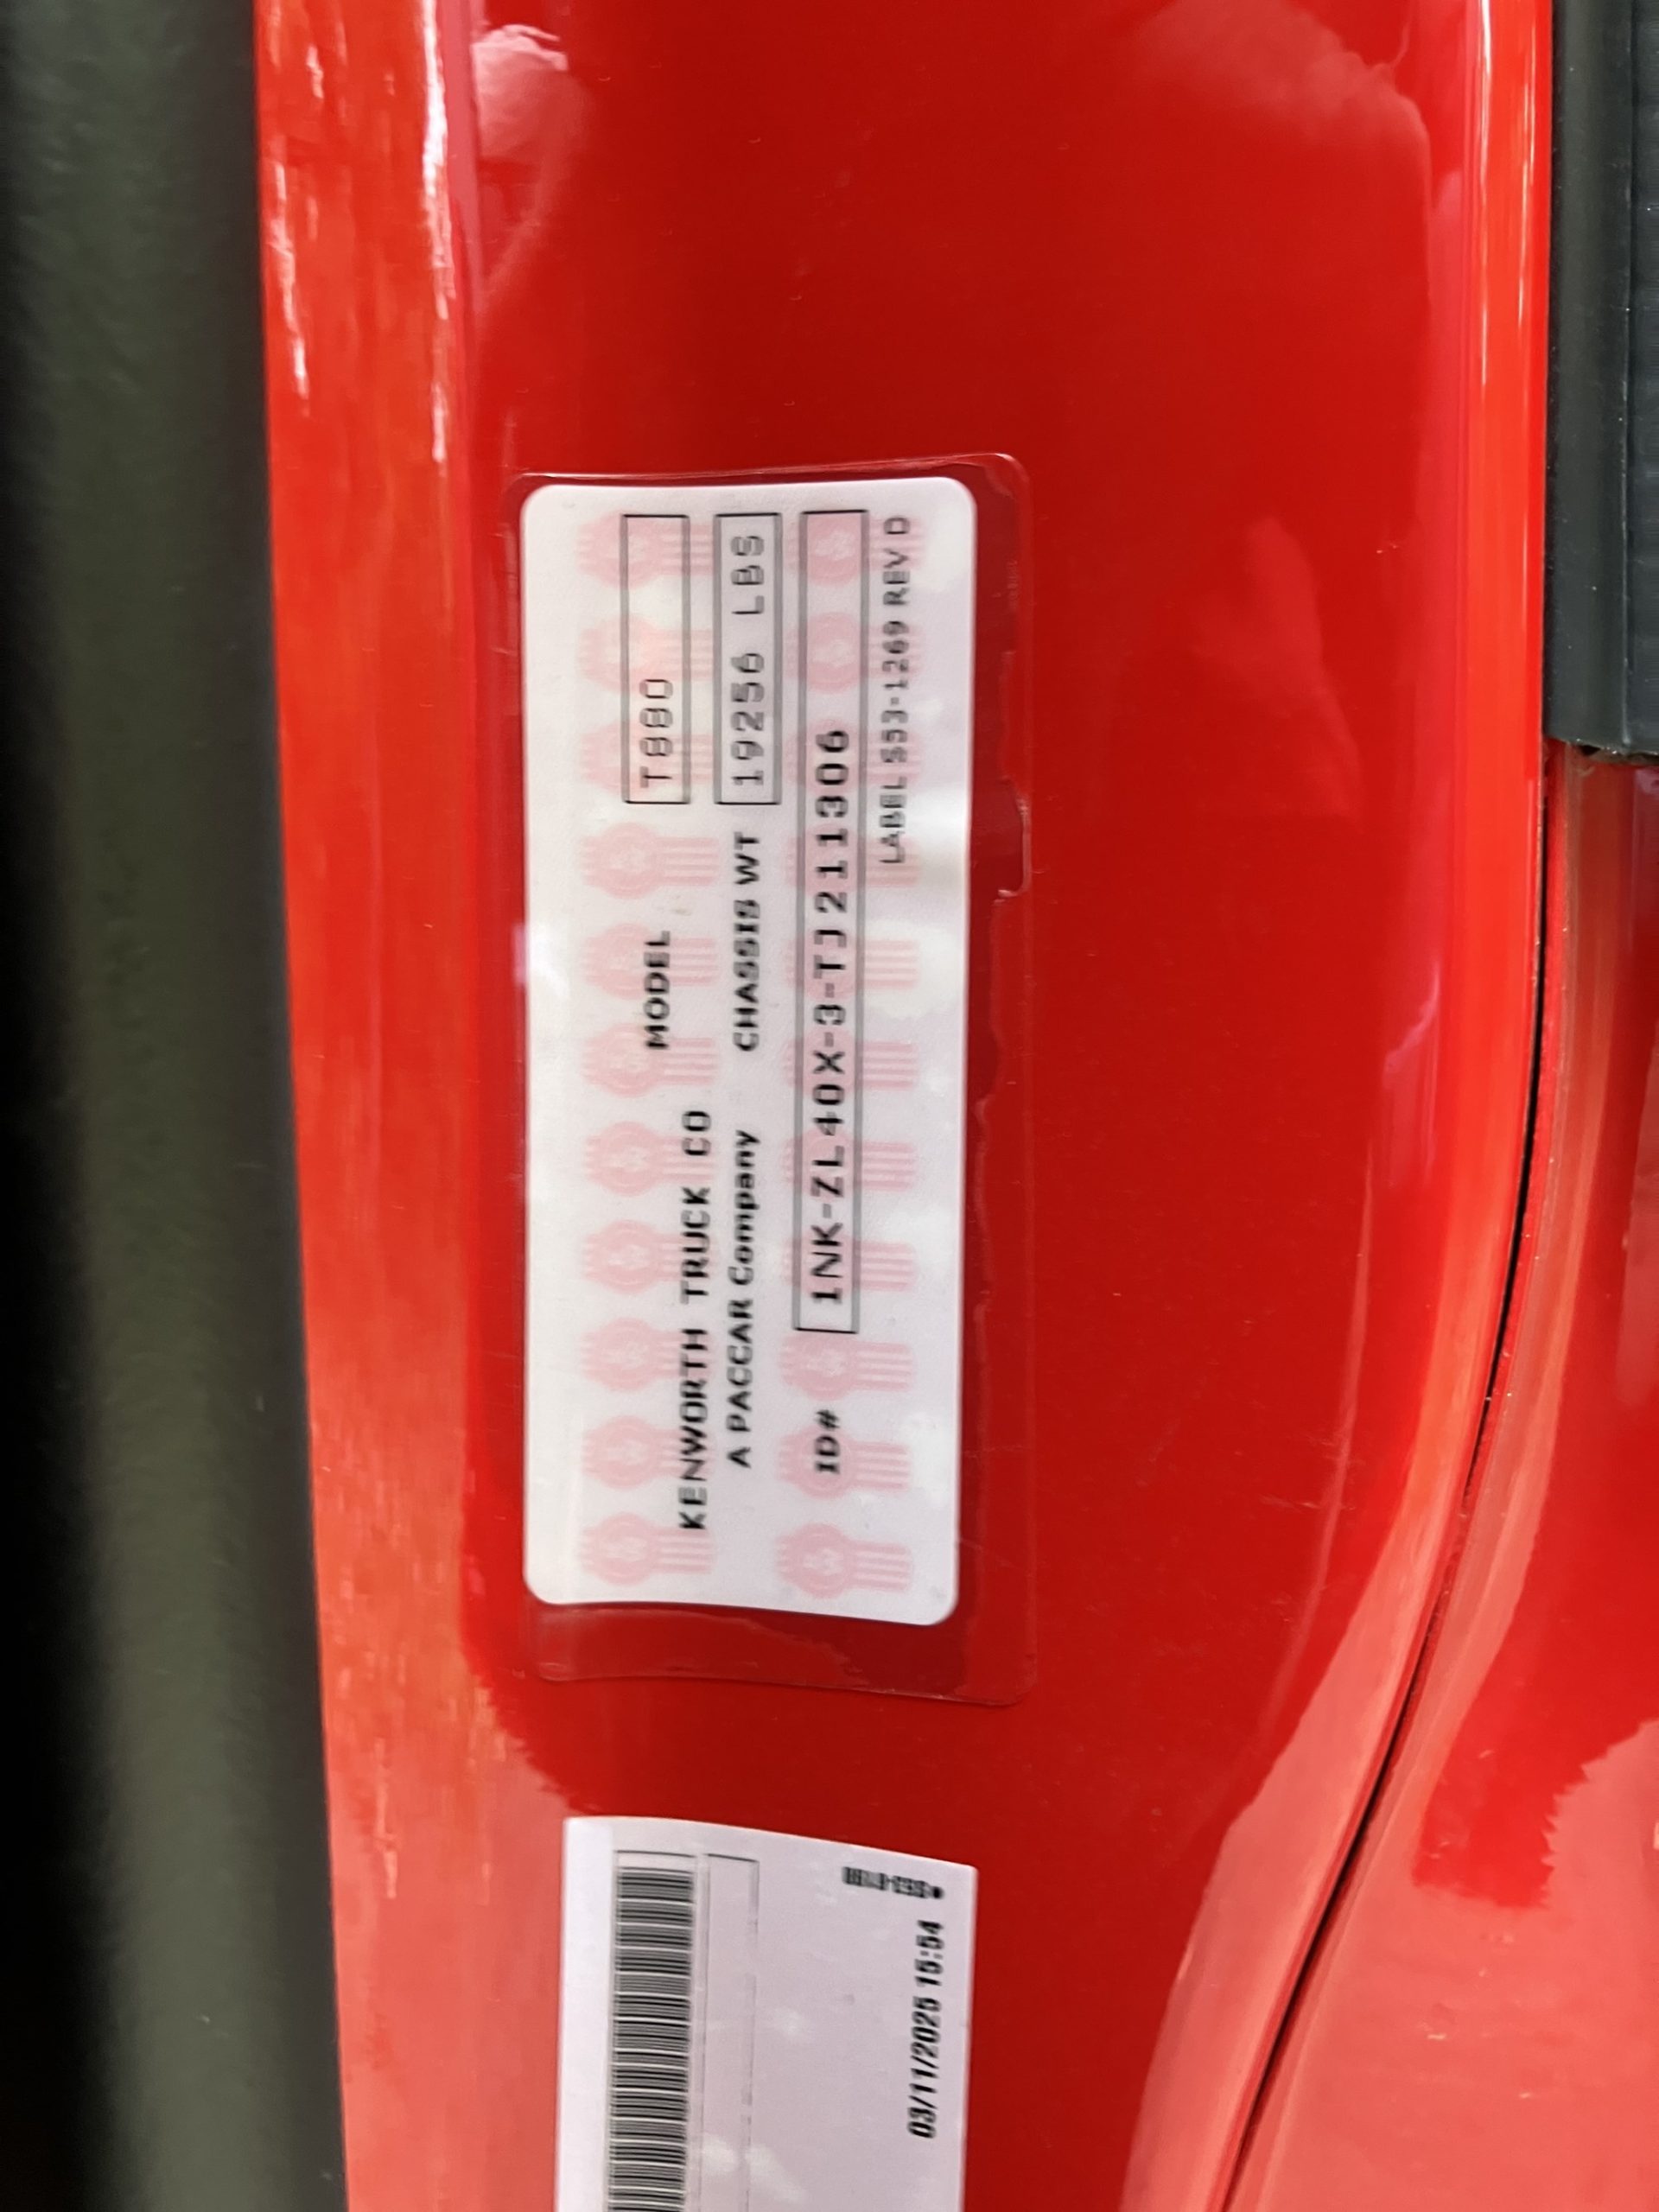 MODEL T880
KENWORTH TRUCK CO
A PACCAR Company CHASSIS WT 19256 LBS
ID# 1NK-ZL40X-3-TJ211306
LABEL S53-1269 REV D
03/11/2025 15:54